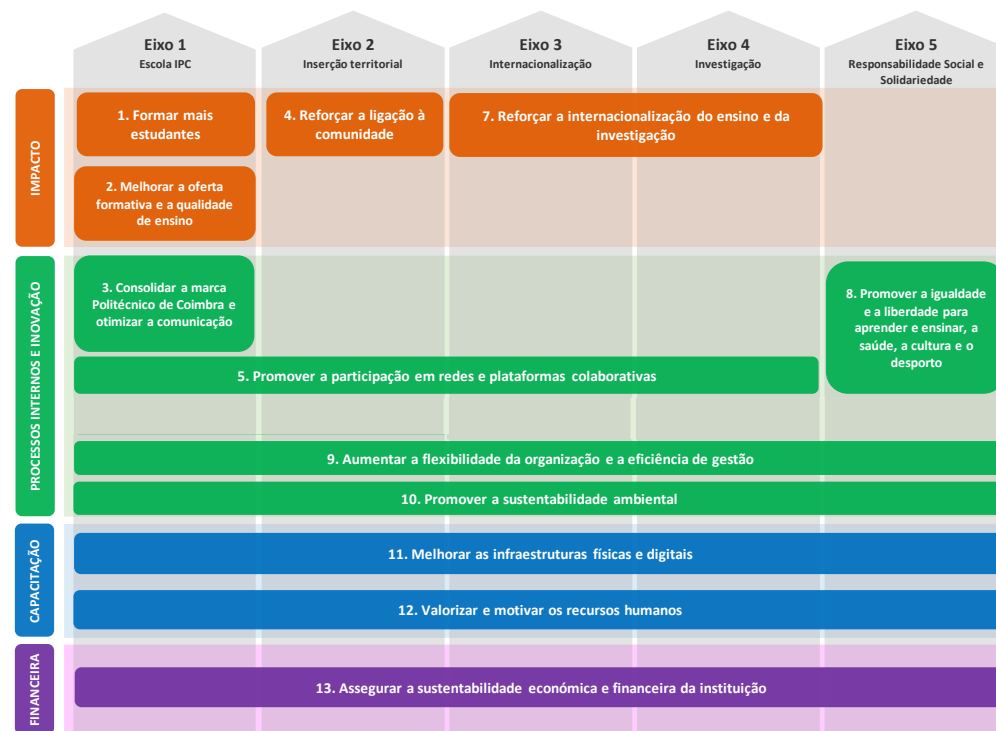 Eixo 1
Escola IPC
Eixo 2
Inserção territorial
Eixo 3
Internacionalização
Eixo 4
Investigação
Eixo 5
Responsabilidade Social e
Solidariedade
IMPACTO
1. Formar mais
estudantes
4. Reforçar a ligação à
comunidade
7. Reforçar a internacionalização do ensino e da
investigação
2. Melhorar a oferta
formativa e a qualidade
de ensino
PROCESSOS INTERNOS E INOVAÇÃO
3. Consolidar a marca
Politécnico de Coimbra e
otimizar a comunicação
8. Promover a igualdade
e a liberdade para
aprender e ensinar, a
saúde, a cultura e o
desporto
5. Promover a participação em redes e plataformas colaborativas
9. Aumentar a flexibilidade da organização e a eficiência de gestão
10. Promover a sustentabilidade ambiental
CAPACITAÇÃO
11. Melhorar as infraestruturas físicas e digitais
12. Valorizar e motivar os recursos humanos
FINANCEIRA
13. Assegurar a sustentabilidade económica e financeira da instituição